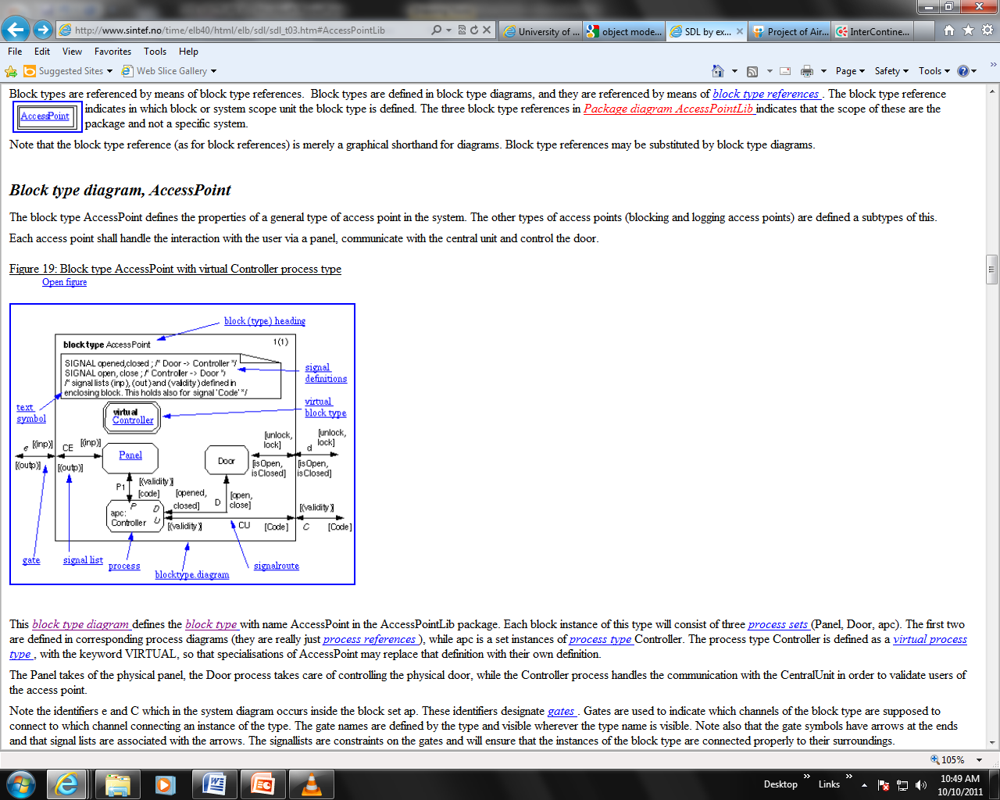 http://www.sintef.no/time/elb40/html/elb/sdl/sdl_t03.htm#AccessPointLib
University of ...
object mode...
SDL by ex...
Project of Air...
InterContine...
File Edit View Favorites Tools Help
Suggested Sites
Web Slice Gallery
Page Safety Tools
Block types are referenced by means of block type references. Block types are defined in block type diagrams, and they are referenced by means of block type references . The block type reference
AccessPoint
indicates in which block or system scope unit the block type is defined. The three block type references in Package diagram AccessPointLib indicates that the scope of these are the
package and not a specific system.
Note that the block type reference (as for block references) is merely a graphical shorthand for diagrams. Block type references may be substituted by block type diagrams.
Block type diagram, AccessPoint
The block type AccessPoint defines the properties of a general type of access point in the system. The other types of access points (blocking and logging access points) are defined a subtypes of this.
Each access point shall handle the interaction with the user via a panel, communicate with the central unit and control the door.
Figure 19: Block type AccessPoint with virtual Controller process type
Open figure
block (type) heading
block type AccessPoint 1(1)
SIGNAL opened,closed ; /* Door -> Controller */
SIGNAL open, close ; /* Controller -> Door */
/* signal lists (inp), (out) and (validity) defined in
enclosing block. This holds also for signal 'Code' */
signal
definitions
text
symbol
virtual
Controller
virtual
block type
e [(inp)] CE [(inp)]
[(outp)] [(outp)]
Panel
Door
[unlock,
lock]
d
[unlock,
lock]
[isOpen,
isClosed]
[isOpen,
isClosed]
P1
[(validity)]
[code]
[opened,
closed]
D
[open,
close]
apc:
Controller
P
D
U
[(validity)]
CU
[Code]
[(validity)]
C
[Code]
gate
signal list
process
blocktype.diagram
signalroute
This block type diagram defines the block type with name AccessPoint in the AccessPointLib package. Each block instance of this type will consist of three process sets (Panel, Door, apc). The first two
are defined in corresponding process diagrams (they are really just process references ), while apc is a set instances of process type Controller. The process type Controller is defined as a virtual process
type , with the keyword VIRTUAL, so that specialisations of AccessPoint may replace that definition with their own definition.
The Panel takes of the physical panel, the Door process takes care of controlling the physical door, while the Controller process handles the communication with the CentralUnit in order to validate users of
the access point.
Note the identifiers e and C which in the system diagram occurs inside the block set ap. These identifiers designate gates . Gates are used to indicate which channels of the block type are supposed to
connect to which channel connecting an instance of the type. The gate names are defined by the type and visible wherever the type name is visible. Note also that the gate symbols have arrows at the ends
and that signal lists are associated with the arrows. The signallists are constraints on the gates and will ensure that the instances of the block type are connected properly to their surroundings.
105%
Desktop
Links
10:49 AM
10/10/2011